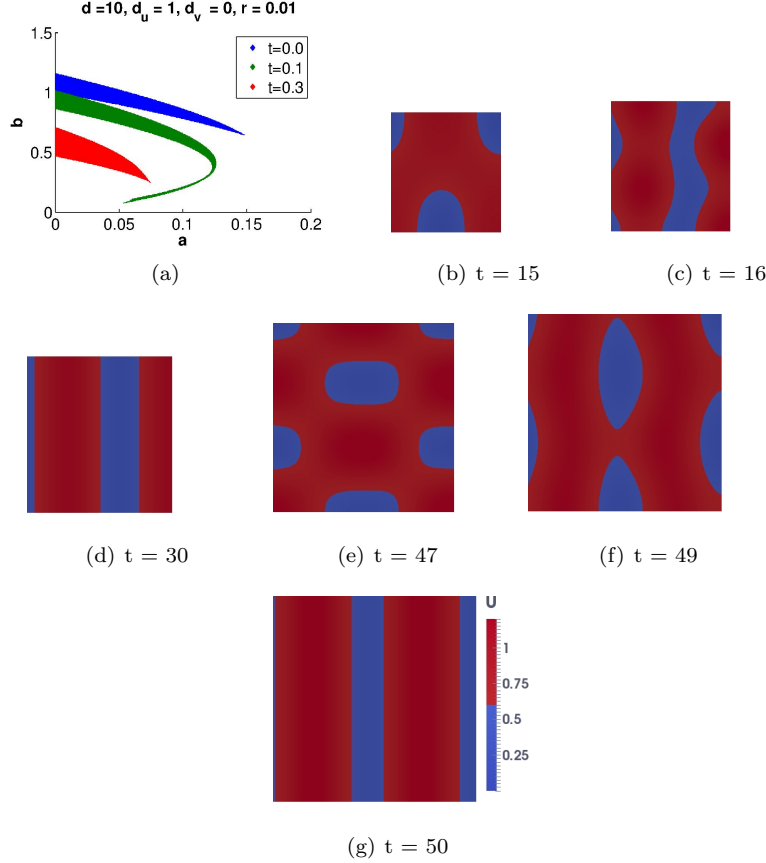 d =10, d_u = 1, d_v = 0, r = 0.01
1.5
1
0.5
0
b
t=0.0
t=0.1
t=0.3
0 0.05 0.1 0.15 0.2
a
(a)
(b) t = 15
(c) t = 16
(d) t = 30
(e) t = 47
(f) t = 49
U
1
0.75
0.5
0.25
(g) t = 50